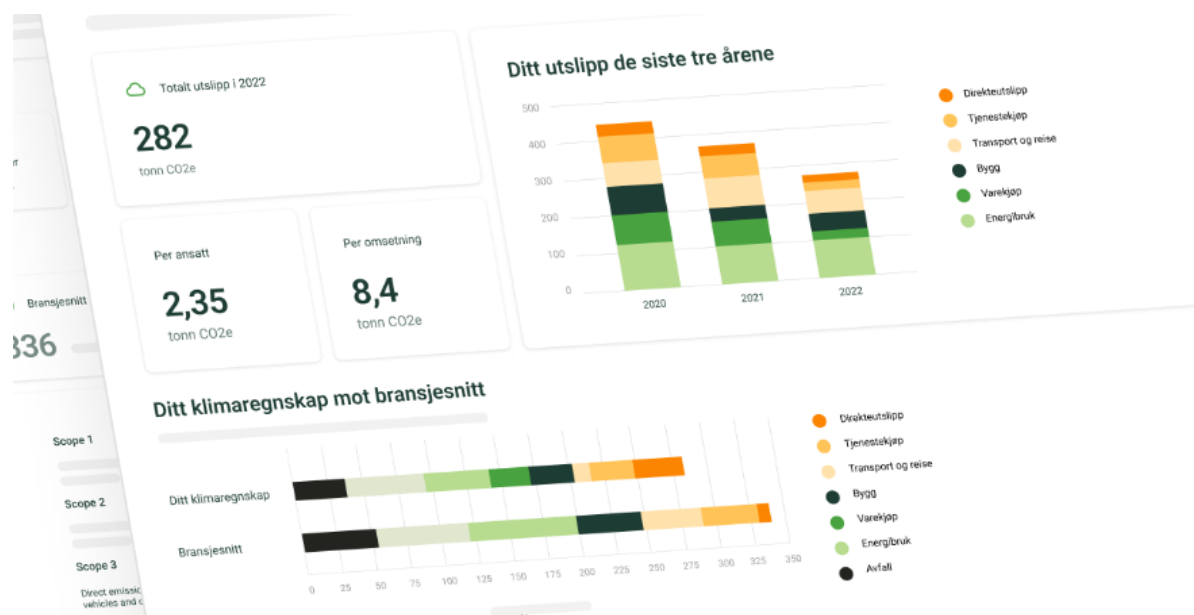 Totalt utslipp i 2022
282
tonn CO2e
Per ansatt
2,35
tonn CO2e
Per omsetning
8,4
tonn CO2e
Ditt utslipp de siste tre årene
500
400
300
200
100
0
2020
2021
2022
Direkteutslipp
Tjenestekjøp
Transport og reise
Bygg
Varekjøp
Energibruk
Bransjesnitt
336
Scope 1
Scope 2
Scope 3
Direct emissic
vehicles and c
Ditt klimaregnskap mot bransjesnitt
Ditt klimaregnskap
Bransjesnitt
0
25
50
75
100
125
150
175
200
225
250
275
300
325
350
Direkteutslipp
Tjenestekjøp
Transport og reise
Bygg
Varekjøp
Energibruk
Avfall